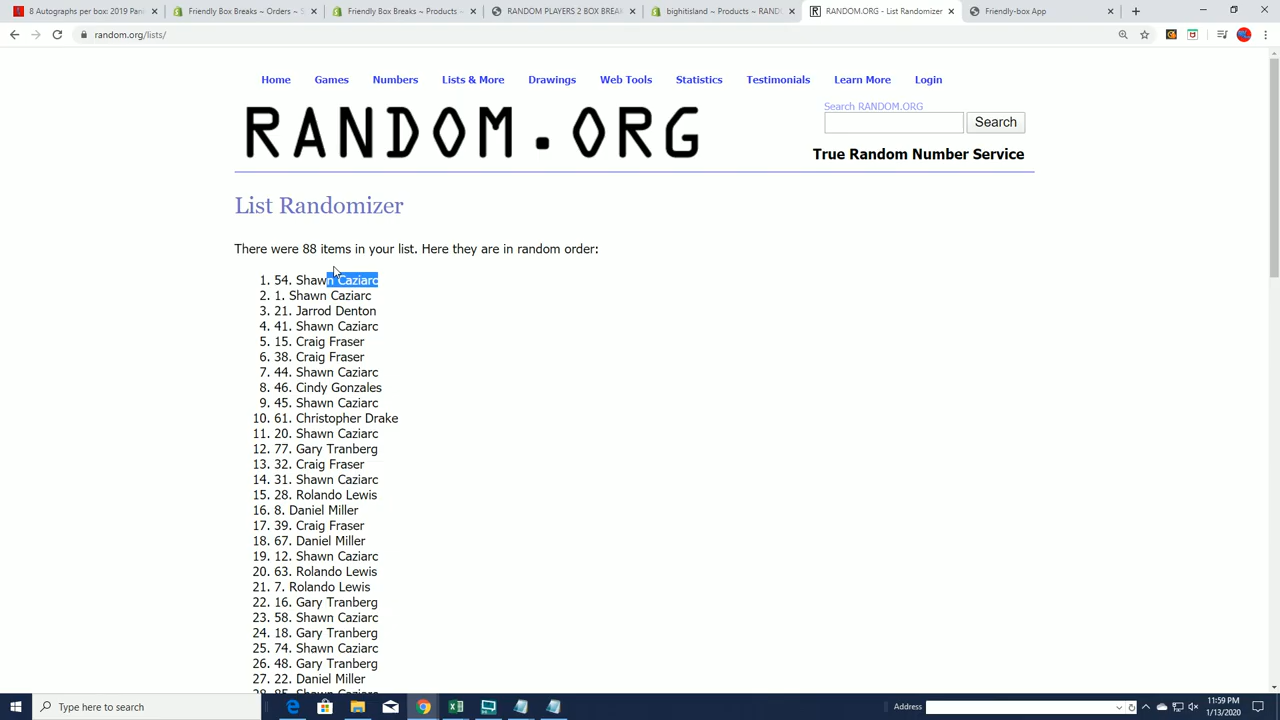 8 Autographs per box 2019 Pani
Friendly Box Breaks ~ Orders ~ S
Friendly Box Breaks ~ Products ~
RANDOM PLAYERS 2 BOX BREAK
bighitisland ~ Products ~ RAND
RANDOM.ORG - List Randomizer
Friendly-box App
random.org/lists/
Home Games Numbers Lists & More Drawings Web Tools Statistics Testimonials Learn More Login
RANDOM.ORG
Search RANDOM.ORG
Search
True Random Number Service
List Randomizer
There were 88 items in your list. Here they are in random order:
1. 54. Shawn Caziarc
2. 1. Shawn Caziarc
3. 21. Jarrod Denton
4. 41. Shawn Caziarc
5. 15. Craig Fraser
6. 38. Craig Fraser
7. 44. Shawn Caziarc
8. 46. Cindy Gonzales
9. 45. Shawn Caziarc
10. 61. Christopher Drake
11. 20. Shawn Caziarc
12. 77. Gary Tranberg
13. 32. Craig Fraser
14. 31. Shawn Caziarc
15. 28. Rolando Lewis
16. 8. Daniel Miller
17. 39. Craig Fraser
18. 67. Daniel Miller
19. 12. Shawn Caziarc
20. 63. Rolando Lewis
21. 7. Rolando Lewis
22. 16. Gary Tranberg
23. 58. Shawn Caziarc
24. 18. Gary Tranberg
25. 74. Shawn Caziarc
26. 48. Gary Tranberg
27. 22. Daniel Miller
28. 85. Shawn Caziarc
Type here to search
Address
11:59 PM
1/13/2020